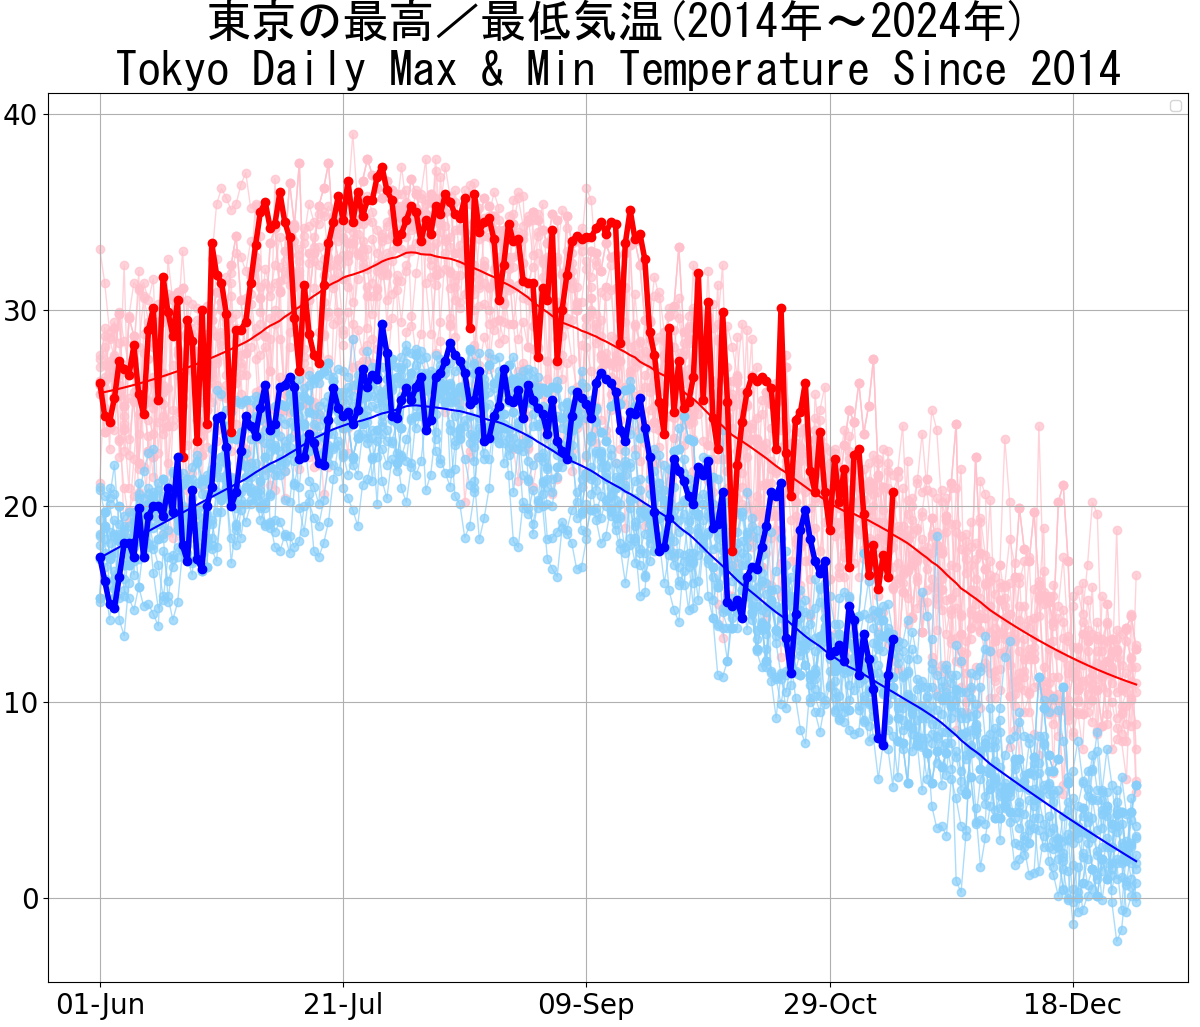 東京の最高／最低気温(2014年～2024年)
Tokyo Daily Max & Min Temperature Since 2014
40
30
20
10
0
01-Jun 21-Jul 09-Sep 29-Oct 18-Dec